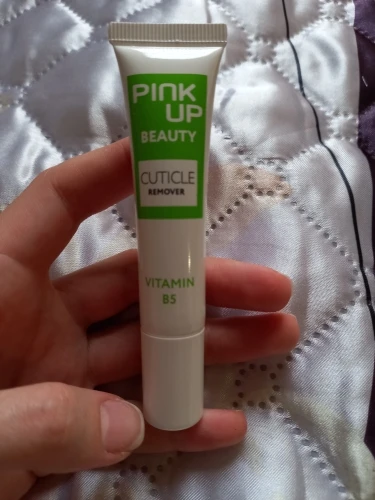 PINK
UP
BEAUTY
CUTICLE
REMOVER
VITAMIN
B5